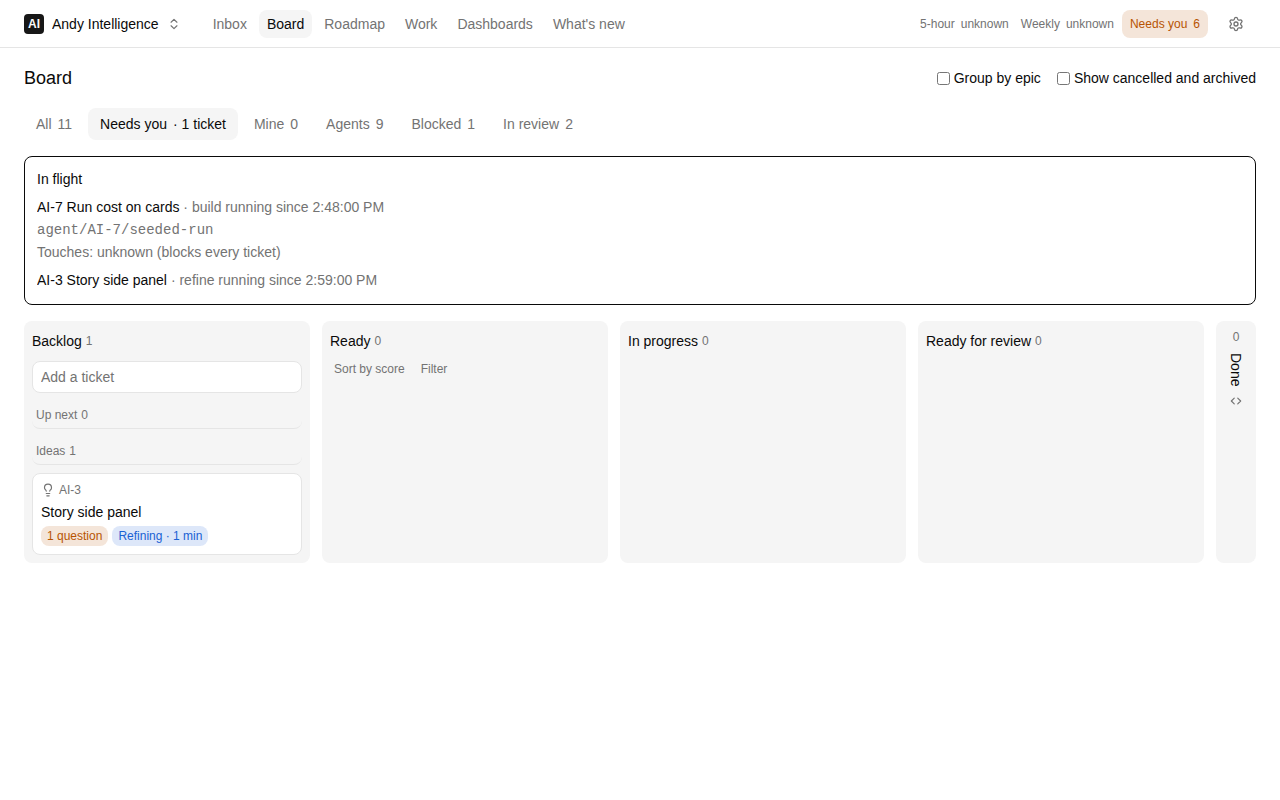 AI Andy Intelligence Inbox Board Roadmap Work Dashboards What's new 5-hour unknown Weekly unknown Needs you 6
Board Group by epic Show cancelled and archived
All 11 Needs you · 1 ticket Mine 0 Agents 9 Blocked 1 In review 2
In flight
AI-7 Run cost on cards · build running since 2:48:00 PM
agent/AI-7/seeded-run
Touches: unknown (blocks every ticket)
AI-3 Story side panel · refine running since 2:59:00 PM
Backlog 1
Add a ticket
Up next 0
Ideas 1
AI-3
Story side panel
1 question Refining · 1 min
Ready 0
Sort by score Filter
In progress 0
Ready for review 0
0
Done